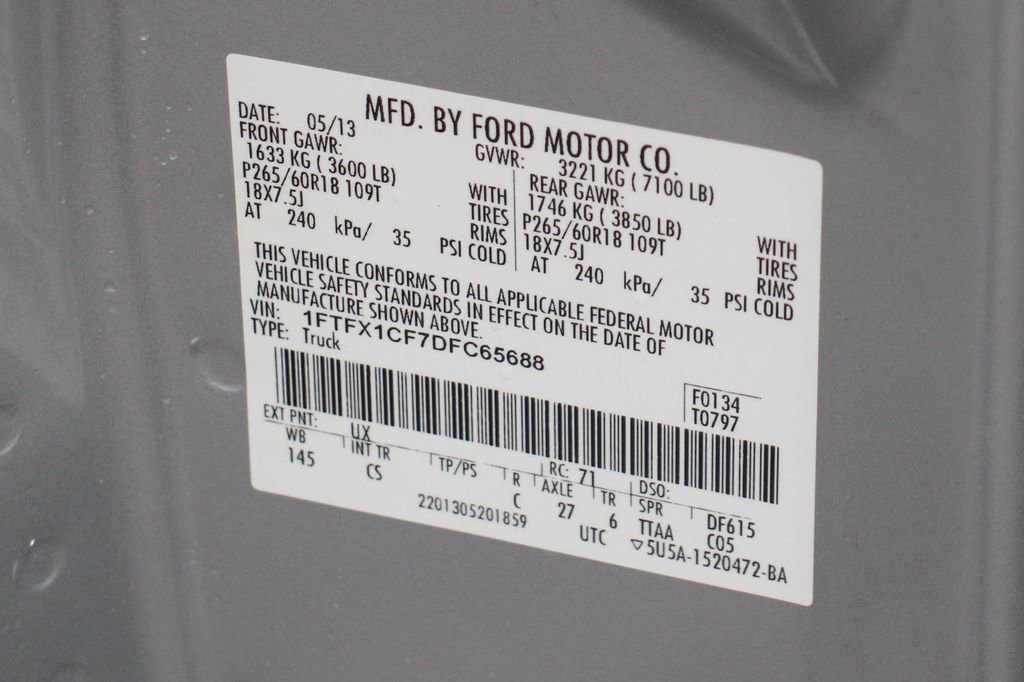 MFD. BY FORD MOTOR CO.
DATE: 05/13
GVWR: 3221 KG ( 7100 LB)
FRONT GAWR:
1633 KG ( 3600 LB) WITH
P265/60R18 109T TIRES
18X7.5J RIMS
AT 240 kPa/ 35 PSI COLD
REAR GAWR:
1746 KG ( 3850 LB) WITH
P265/60R18 109T TIRES
18X7.5J RIMS
AT 240 kPa/ 35 PSI COLD
THIS VEHICLE CONFORMS TO ALL APPLICABLE FEDERAL MOTOR
VEHICLE SAFETY STANDARDS IN EFFECT ON THE DATE OF
MANUFACTURE SHOWN ABOVE.
VIN: 1FTFX1CF7DFC65688
TYPE: Truck
F0134
T0797
EXT PNT: UX RC: 71 DSO:
WB INT TR TP/PS R AXLE TR SPR DF615
145 CS C 27 6 TTAA C05
2201305201859 UTC ▽5U5A-1520472-BA